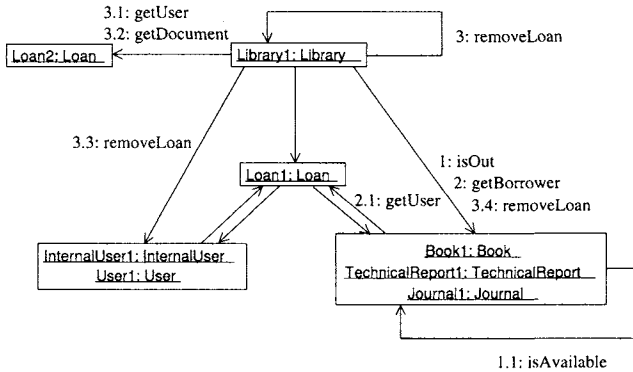 3.1: getUser
3.2: getDocument
3: removeLoan
Loan2: Loan
Library1: Library
3.3: removeLoan
1: isOut
2: getBorrower
3.4: removeLoan
Loan1: Loan
2.1: getUser
InternalUser1: InternalUser
User1: User
Book1: Book
TechnicalReport1: TechnicalReport
Journal1: Journal
1.1: isAvailable